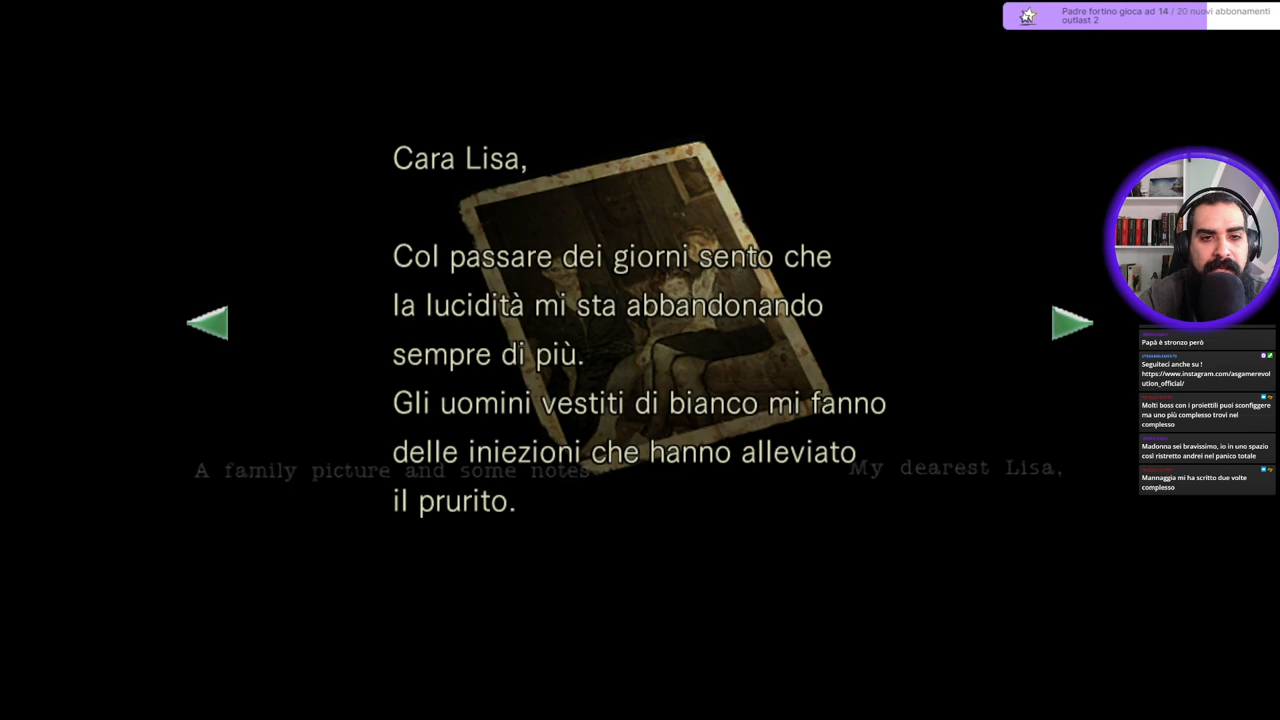 Padre fortino gioca ad
outlast 2
14 / 20 nuovi abbonamenti
Cara Lisa,
Col passare dei giorni sento che
la lucidità mi sta abbandonando
sempre di più.
Gli uomini vestiti di bianco mi fanno
delle iniezioni che hanno alleviato
il prurito.
A family picture and some notes
My dearest Lisa,
Papà è stronzo però
Seguiteci anche su !
https://www.instagram.com/asgamerevol
ution_official/
Molti boss con i proiettili puoi sconfiggere
ma uno più complesso trovi nel
complesso
Madonna sei bravissimo, io in uno spazio
così ristretto andrei nel panico totale
Mannaggia mi ha scritto due volte
complesso